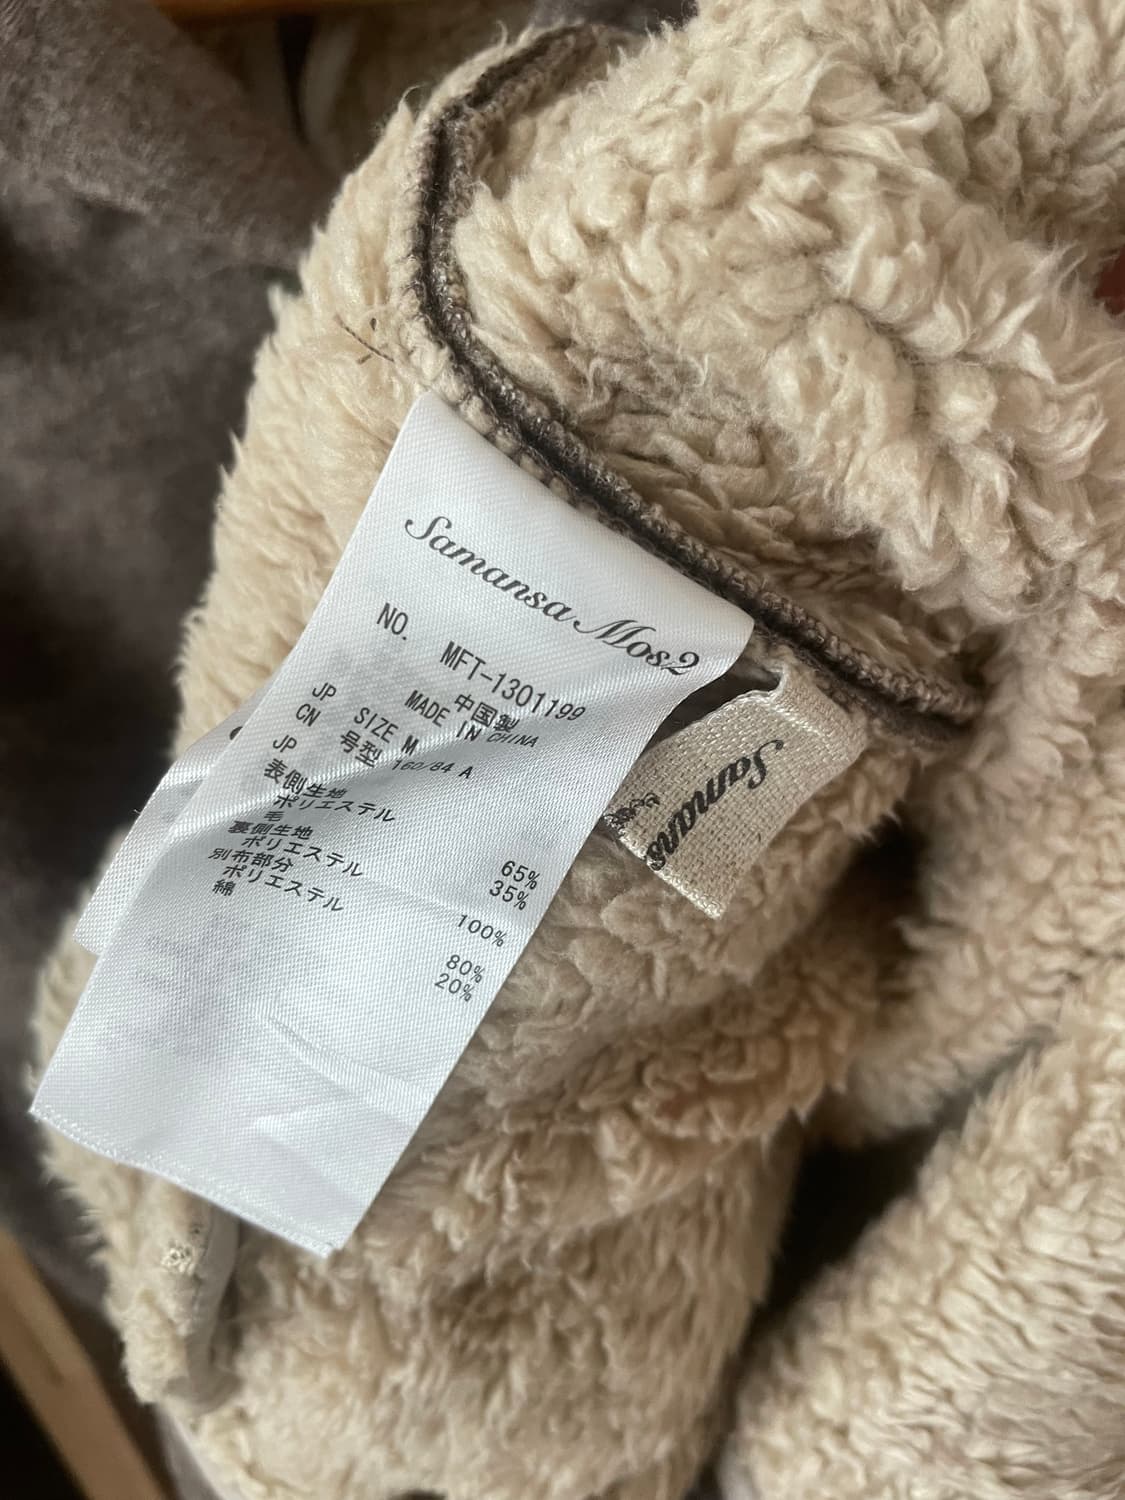 Samansa Mos2
NO. MFT-1301199
中国製
MADE IN CHINA
JP SIZE M
CN 号型 160/84 A
JP
表側生地
ポリエステル 65%
毛 35%
裏側生地
ポリエステル 100%
別布部分
ポリエステル 80%
綿 20%
Samans